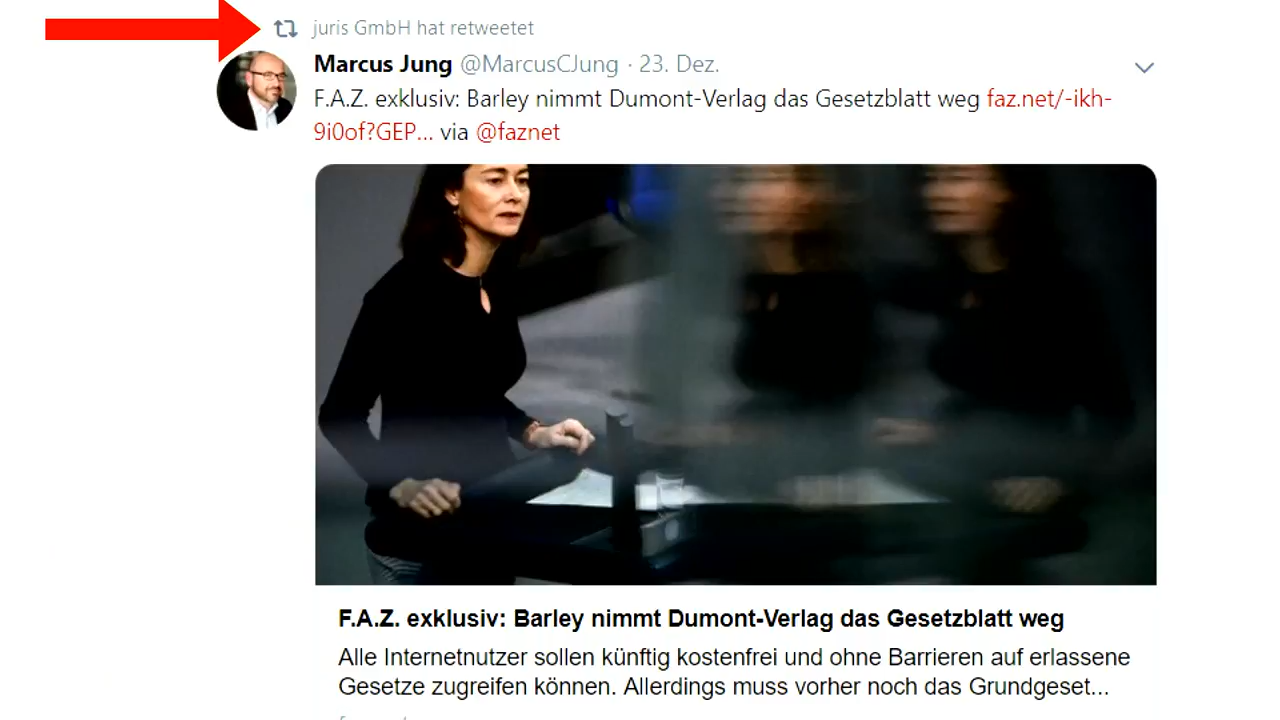 juris GmbH hat retweetet
Marcus Jung @MarcusCJung · 23. Dez.
F.A.Z. exklusiv: Barley nimmt Dumont-Verlag das Gesetzblatt weg faz.net/-ikh-
9i0of?GEP... via @faznet
F.A.Z. exklusiv: Barley nimmt Dumont-Verlag das Gesetzblatt weg
Alle Internetnutzer sollen künftig kostenfrei und ohne Barrieren auf erlassene
Gesetze zugreifen können. Allerdings muss vorher noch das Grundgeset...